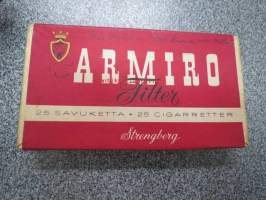 ARMIRO
Filter
25 SAVUKETTA • 25 CIGARRETTER
Strengberg